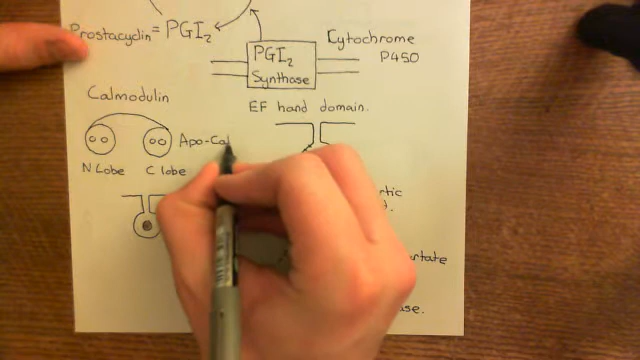 Prostacyclin = PGI2
PGI2
Synthase
Cytochrome
P450
Calmodulin
EF hand domain.
Apo-Cal
N Lobe
C lobe